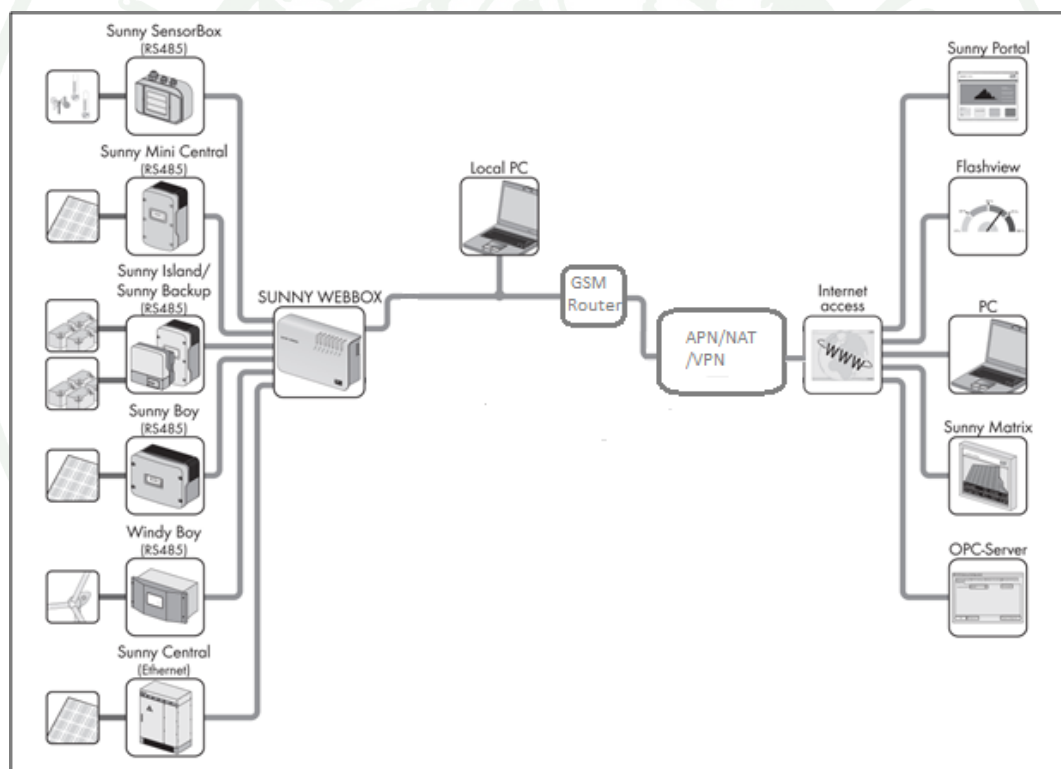 Sunny SensorBox
(RS485)
Sunny Mini Central
(RS485)
Sunny Island/
Sunny Backup
(RS485)
SUNNY WEBBOX
Sunny Boy
(RS485)
Windy Boy
(RS485)
Sunny Central
(Ethernet)
Local PC
GSM
Router
APN/NAT
/VPN
Internet
access
WWW
Sunny Portal
Flashview
PC
Sunny Matrix
OPC-Server